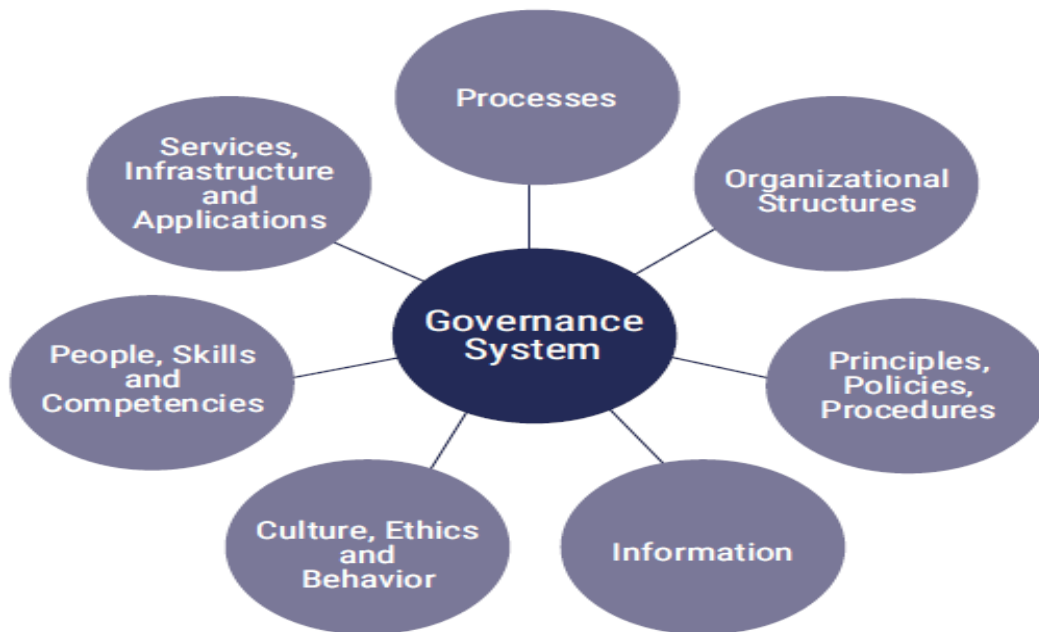 Processes
Services,
Infrastructure
and
Applications
Organizational
Structures
Governance
System
People, Skills
and
Competencies
Principles,
Policies,
Procedures
Culture, Ethics
and
Behavior
Information